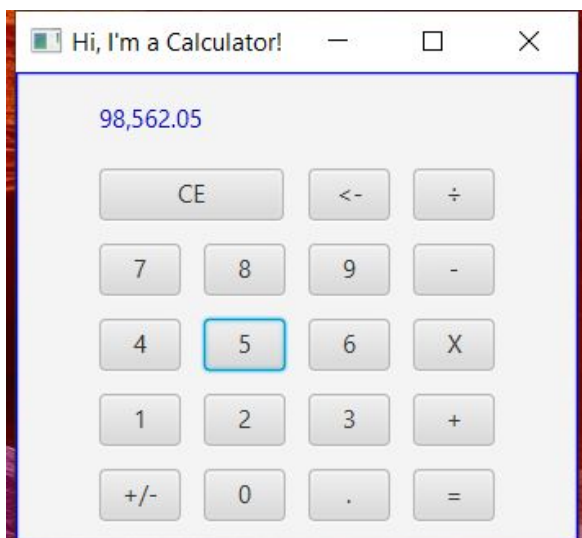 Hi, I'm a Calculator!
98,562.05
CE <- ÷
7 8 9 -
4 5 6 X
1 2 3 +
+/- 0 . =